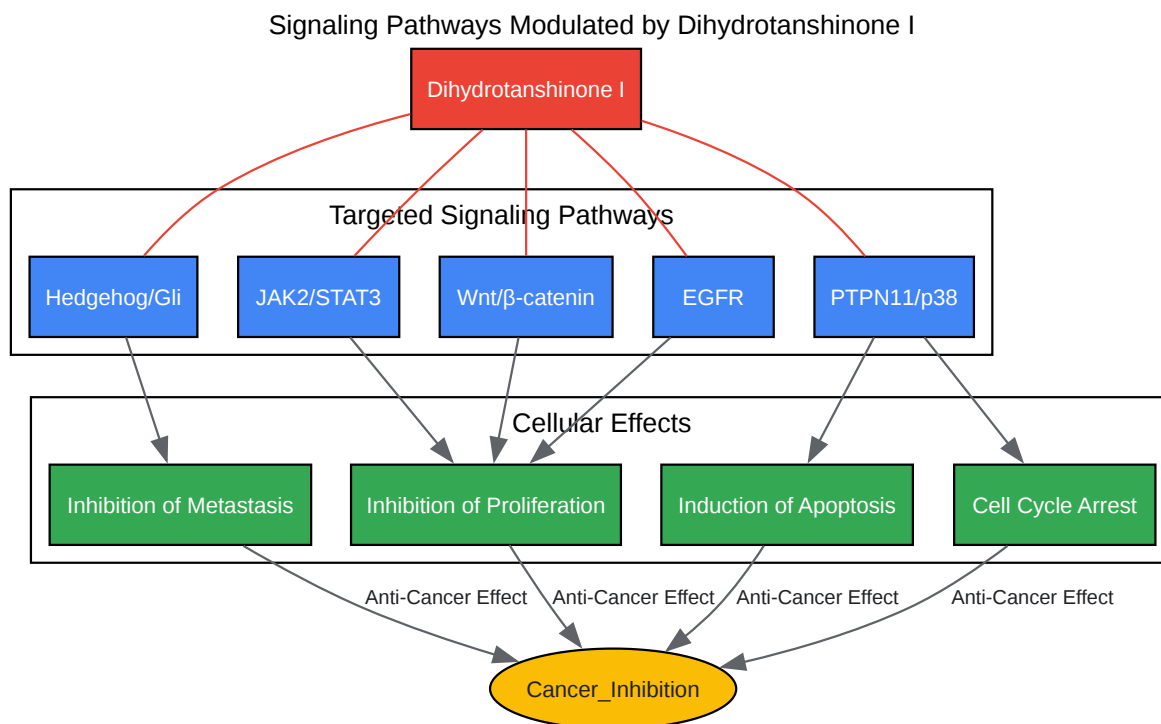 Signaling Pathways Modulated by Dihydrotanshinone I
Dihydrotanshinone I
Targeted Signaling Pathways
Hedgehog/Gli
JAK2/STAT3
Wnt/β-catenin
EGFR
PTPN11/p38
Cellular Effects
Inhibition of Metastasis
Inhibition of Proliferation
Induction of Apoptosis
Cell Cycle Arrest
Anti-Cancer Effect
Anti-Cancer Effect
Anti-Cancer Effect
Anti-Cancer Effect
Cancer_Inhibition